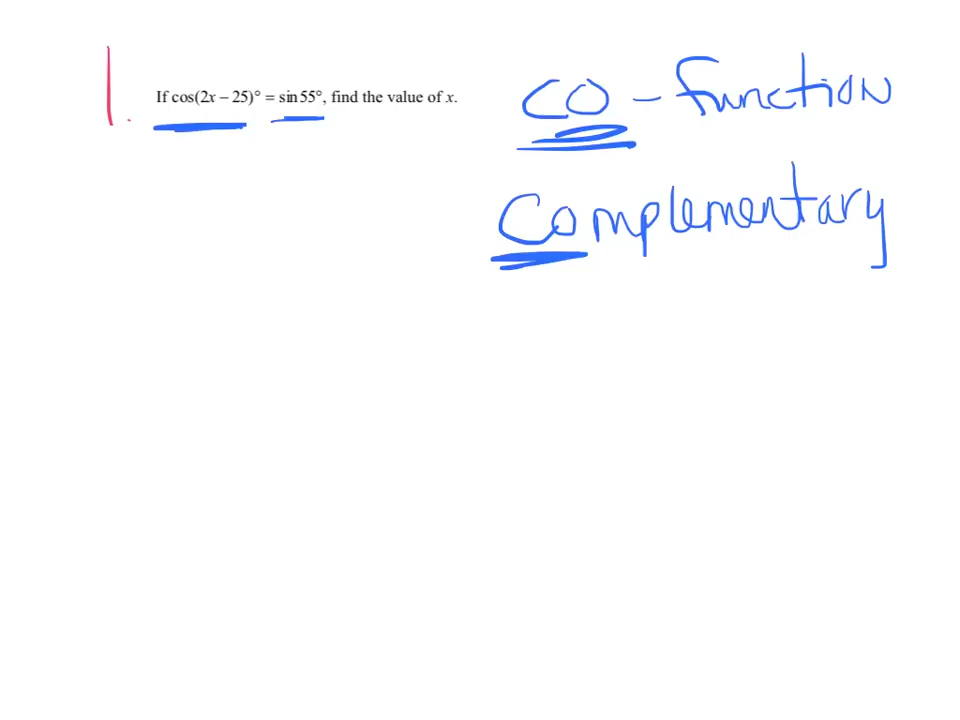 1.
If cos(2x – 25)° = sin 55°, find the value of x.
CO - function
Complementary